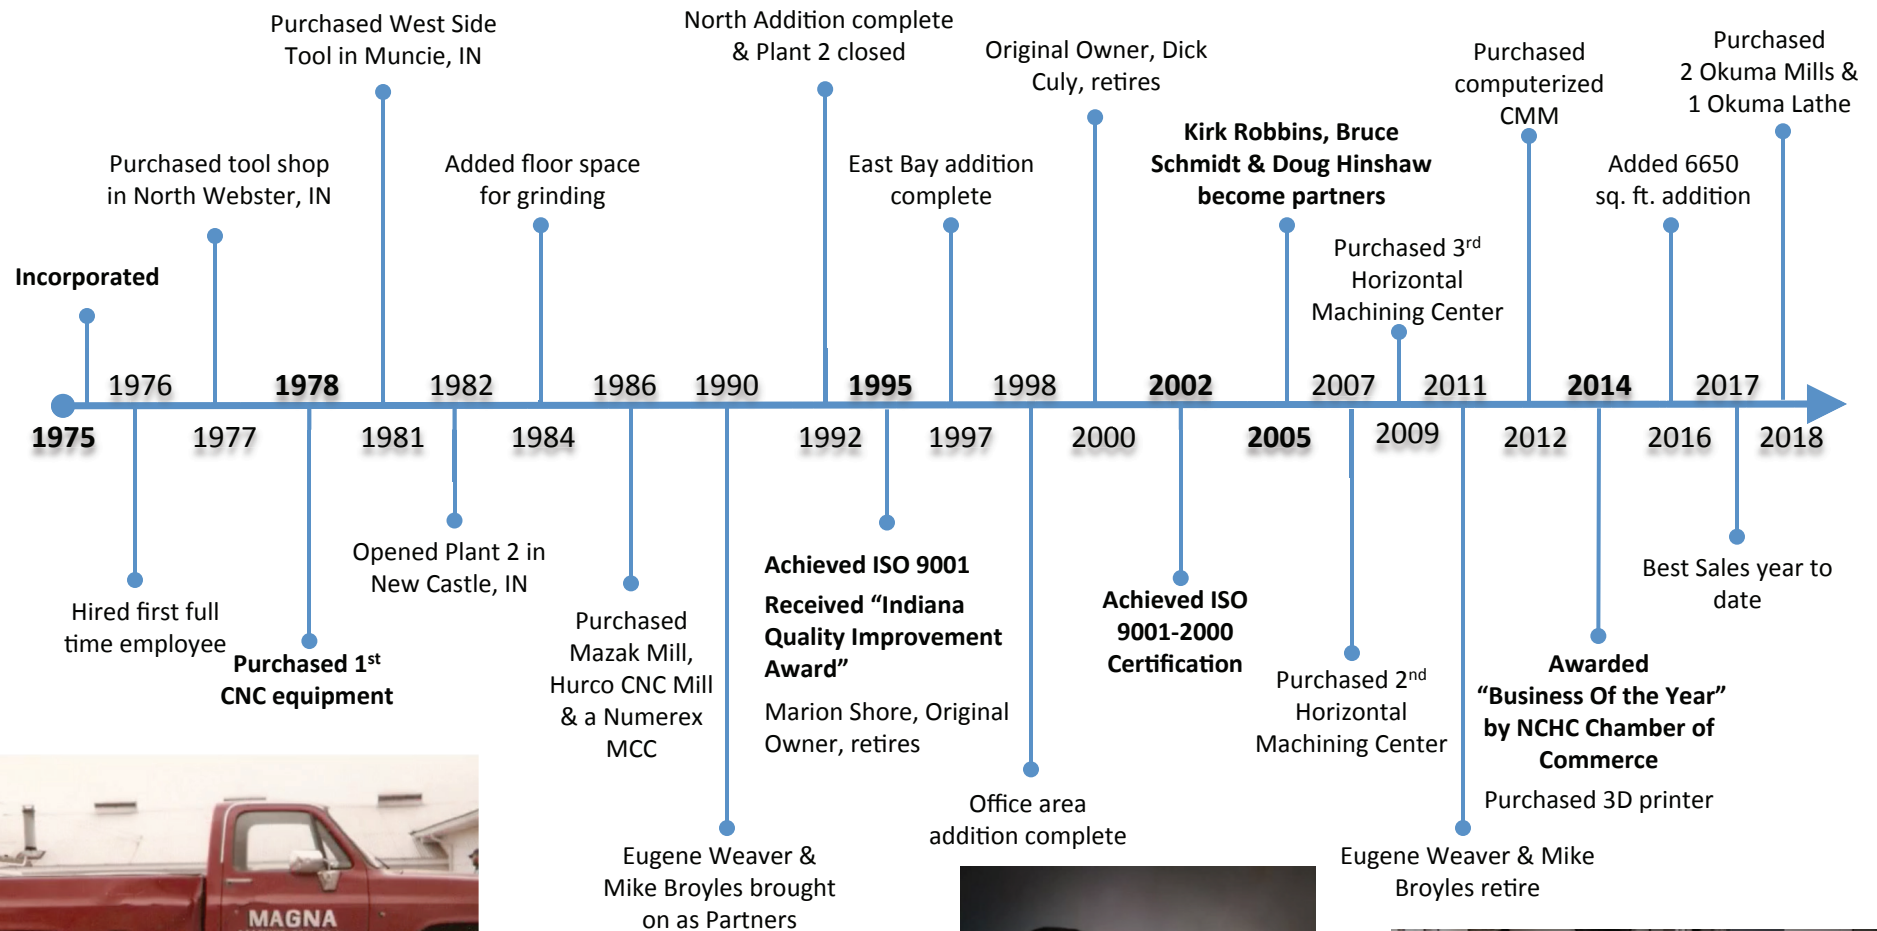 Purchased West Side
Tool in Muncie, IN
North Addition complete
& Plant 2 closed
Original Owner, Dick
Culy, retires
Purchased
computerized
CMM
Purchased
2 Okuma Mills &
1 Okuma Lathe
Purchased tool shop
in North Webster, IN
Added floor space
for grinding
East Bay addition
complete
Kirk Robbins, Bruce
Schmidt & Doug Hinshaw
become partners
Added 6650
sq. ft. addition
Incorporated
Purchased 3rd
Horizontal
Machining Center
1976
1978
1982
1986
1990
1995
1998
2002
2007
2011
2014
2017
1975
1977
1981
1984
1992
1997
2000
2005
2009
2012
2016
2018
Hired first full
time employee
Purchased 1st
CNC equipment
Opened Plant 2 in
New Castle, IN
Purchased
Mazak Mill,
Hurco CNC Mill
& a Numerex
MCC
Eugene Weaver &
Mike Broyles brought
on as Partners
Achieved ISO 9001
Received “Indiana
Quality Improvement
Award”
Marion Shore, Original
Owner, retires
Office area
addition complete
Achieved ISO
9001-2000
Certification
Purchased 2nd
Horizontal
Machining Center
Eugene Weaver & Mike
Broyles retire
Awarded
“Business Of the Year”
by NCHC Chamber of
Commerce
Purchased 3D printer
Best Sales year to
date
MAGNA